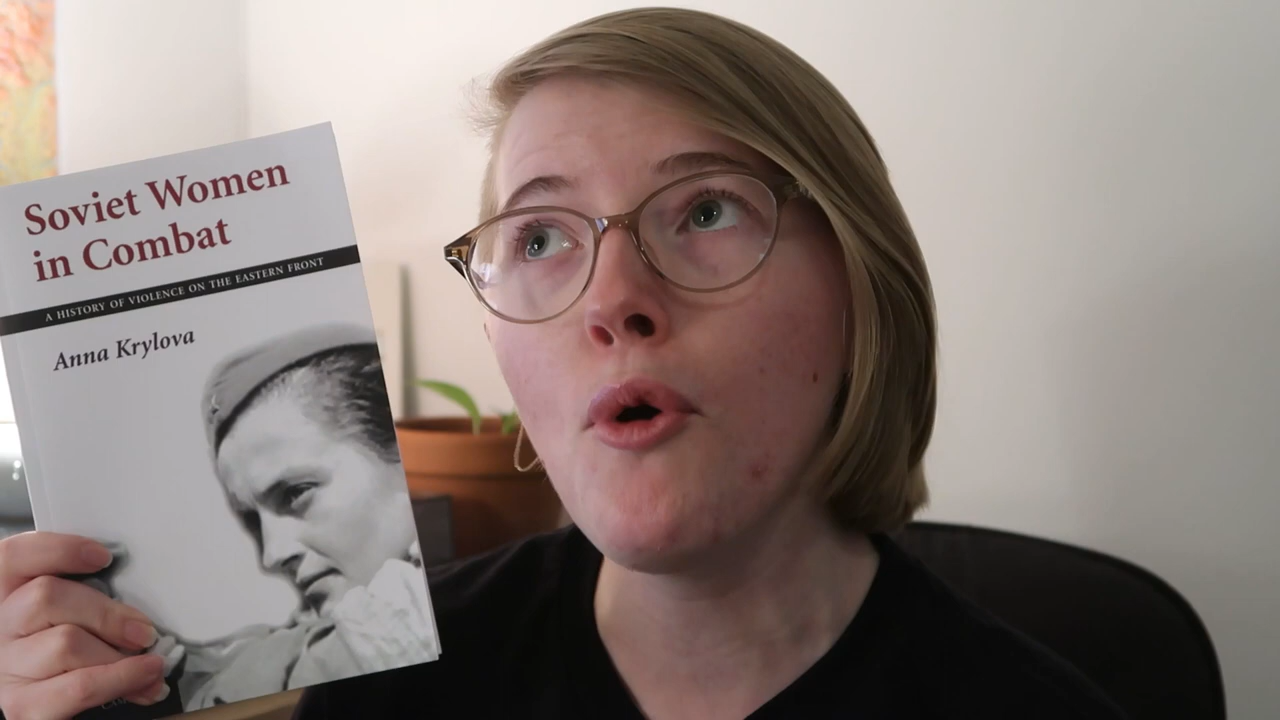 Soviet Women
in Combat
A HISTORY OF VIOLENCE ON THE EASTERN FRONT
Anna Krylova